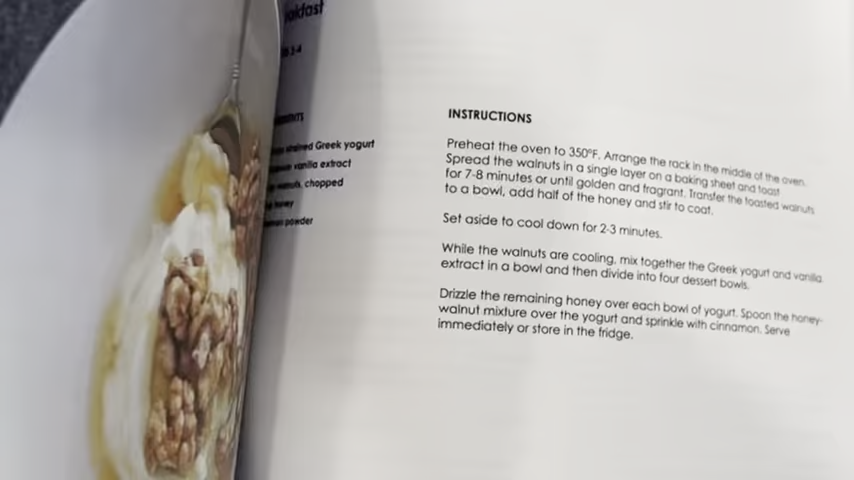 INSTRUCTIONS
Greek yogurt
vanilla extract
chopped
honey
powder
Preheat the oven to 350°F. Arrange the rack in the middle of the oven.
Spread the walnuts in a single layer on a baking sheet and toast
for 7-8 minutes or until golden and fragrant. Transfer the toasted walnuts
to a bowl, add half of the honey and stir to coat.
Set aside to cool down for 2-3 minutes.
While the walnuts are cooling, mix together the Greek yogurt and vanilla
extract in a bowl and then divide into four dessert bowls.
Drizzle the remaining honey over each bowl of yogurt. Spoon the honey-
walnut mixture over the yogurt and sprinkle with cinnamon. Serve
immediately or store in the fridge.